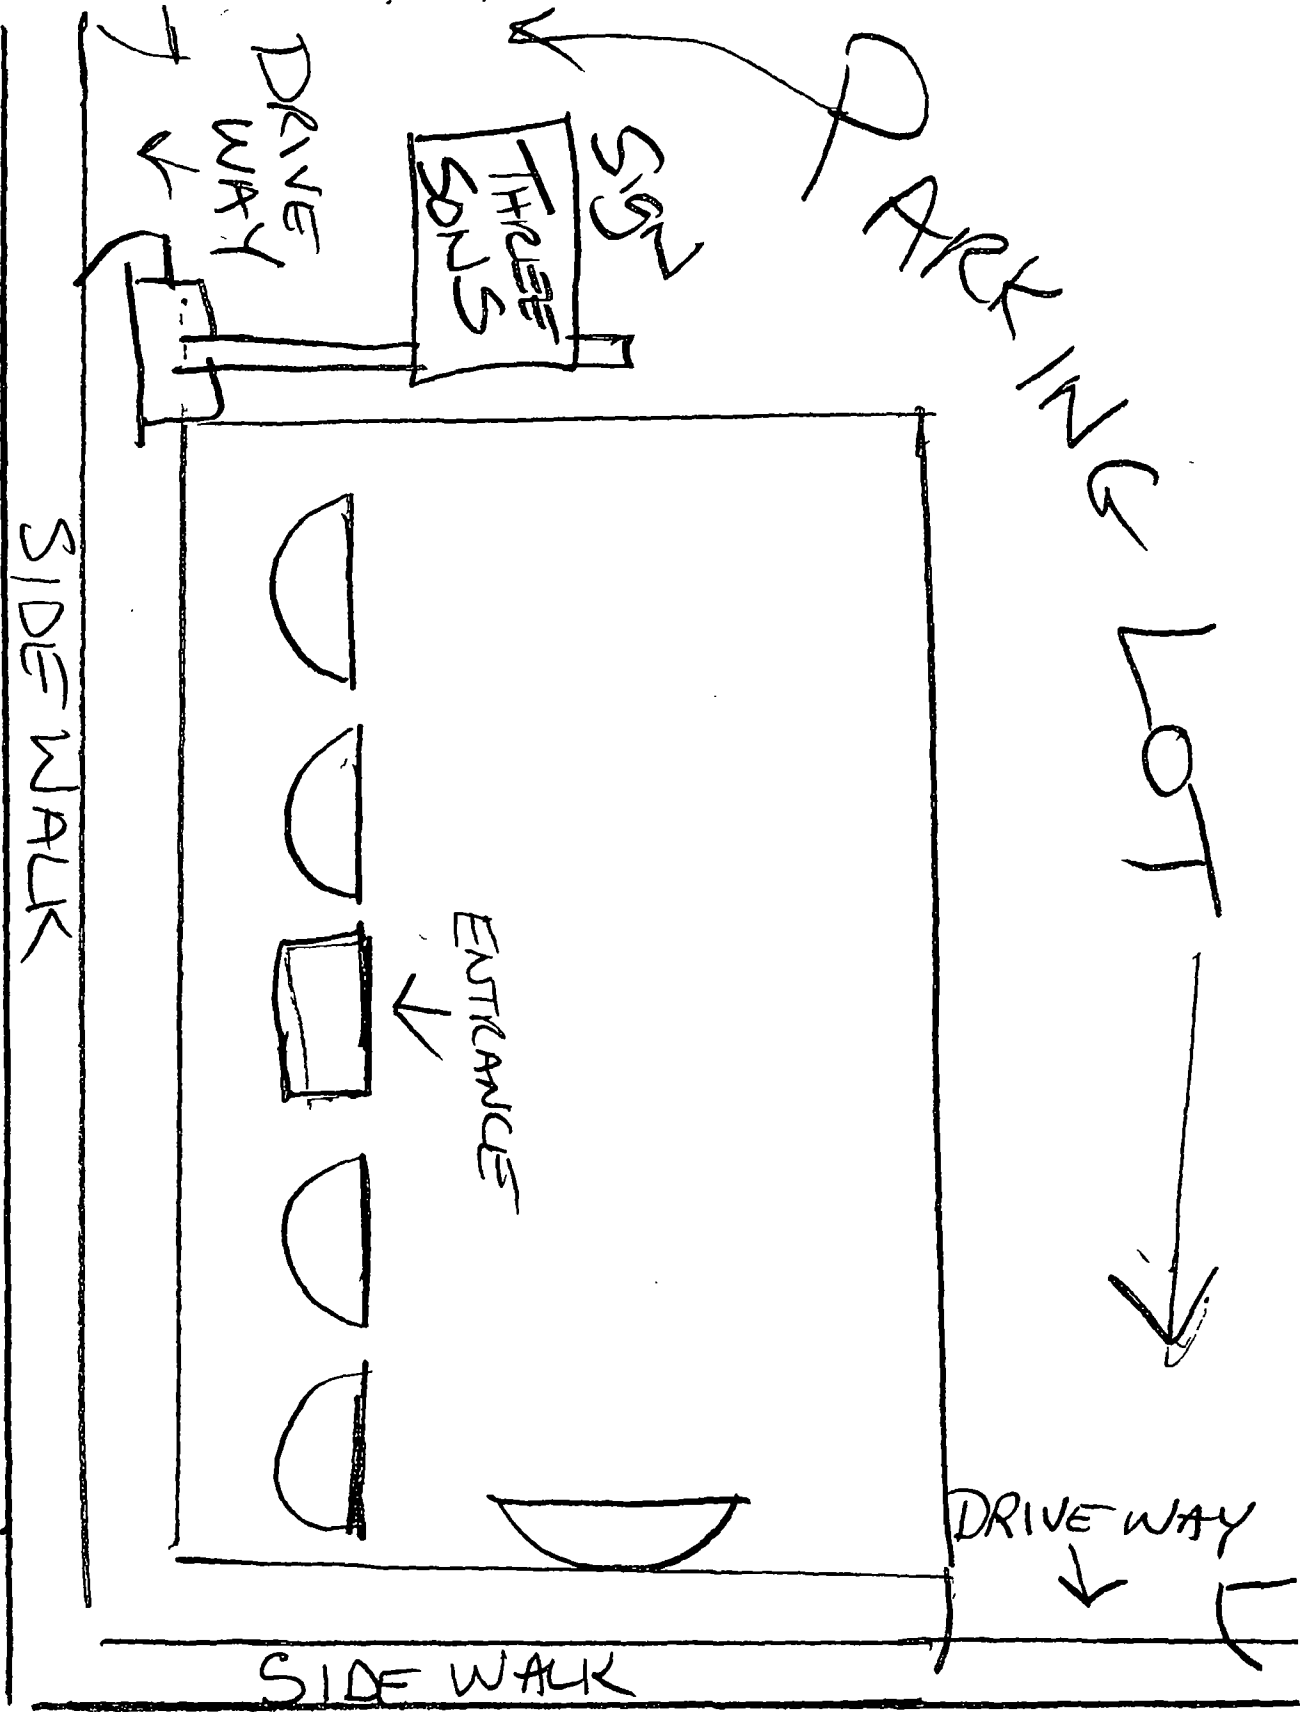 PARKING LOT
SIGN
THREE
SONS
DRIVE
WAY
ENTRANCE
SIDEWALK
DRIVEWAY
SIDEWALK